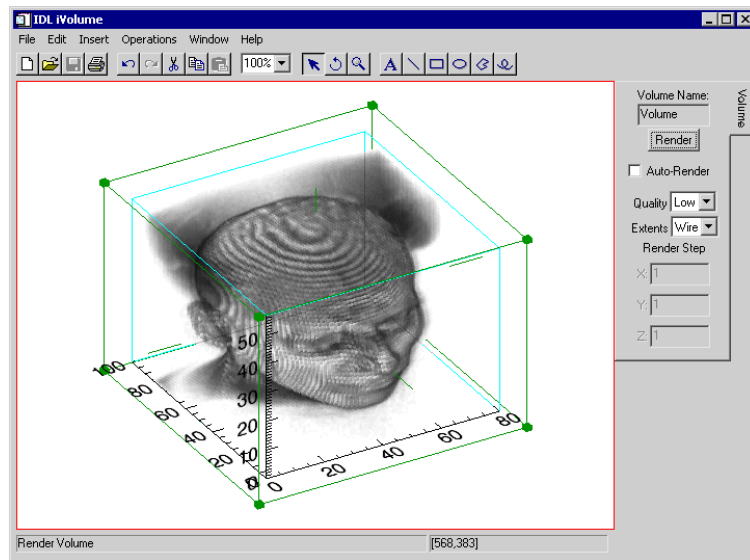 IDL iVolume
File Edit Insert Operations Window Help
100%
A
Volume Name:
Volume
Render
Auto-Render
Quality Low
Extents Wire
Render Step
X: 1
Y: 1
Z: 1
Volume
50
40
30
20
10
0
100
80
60
40
20
0
0
20
40
60
80
Render Volume
[568,383]